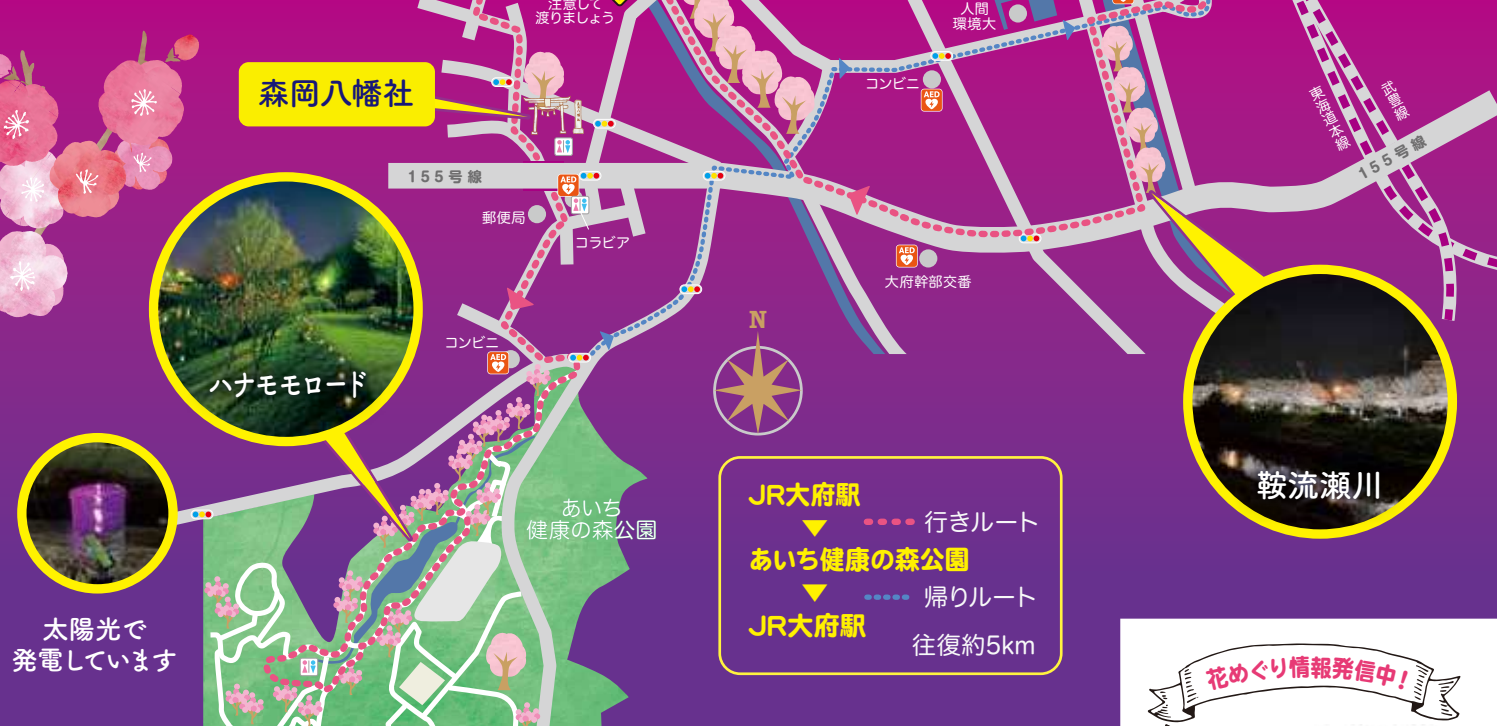 注意して
渡りましょう
人間
環境大
森岡八幡社
コンビニ
AED
東海道本線
武豊線
155号線
155号線
AED
郵便局
コラビア
AED
大府幹部交番
ハナモモロード
コンビニ
AED
N
鞍流瀬川
あいち
健康の森公園
JR大府駅
行きルート
あいち健康の森公園
帰りルート
JR大府駅
往復約5km
太陽光で
発電しています
花めぐり情報発信中!